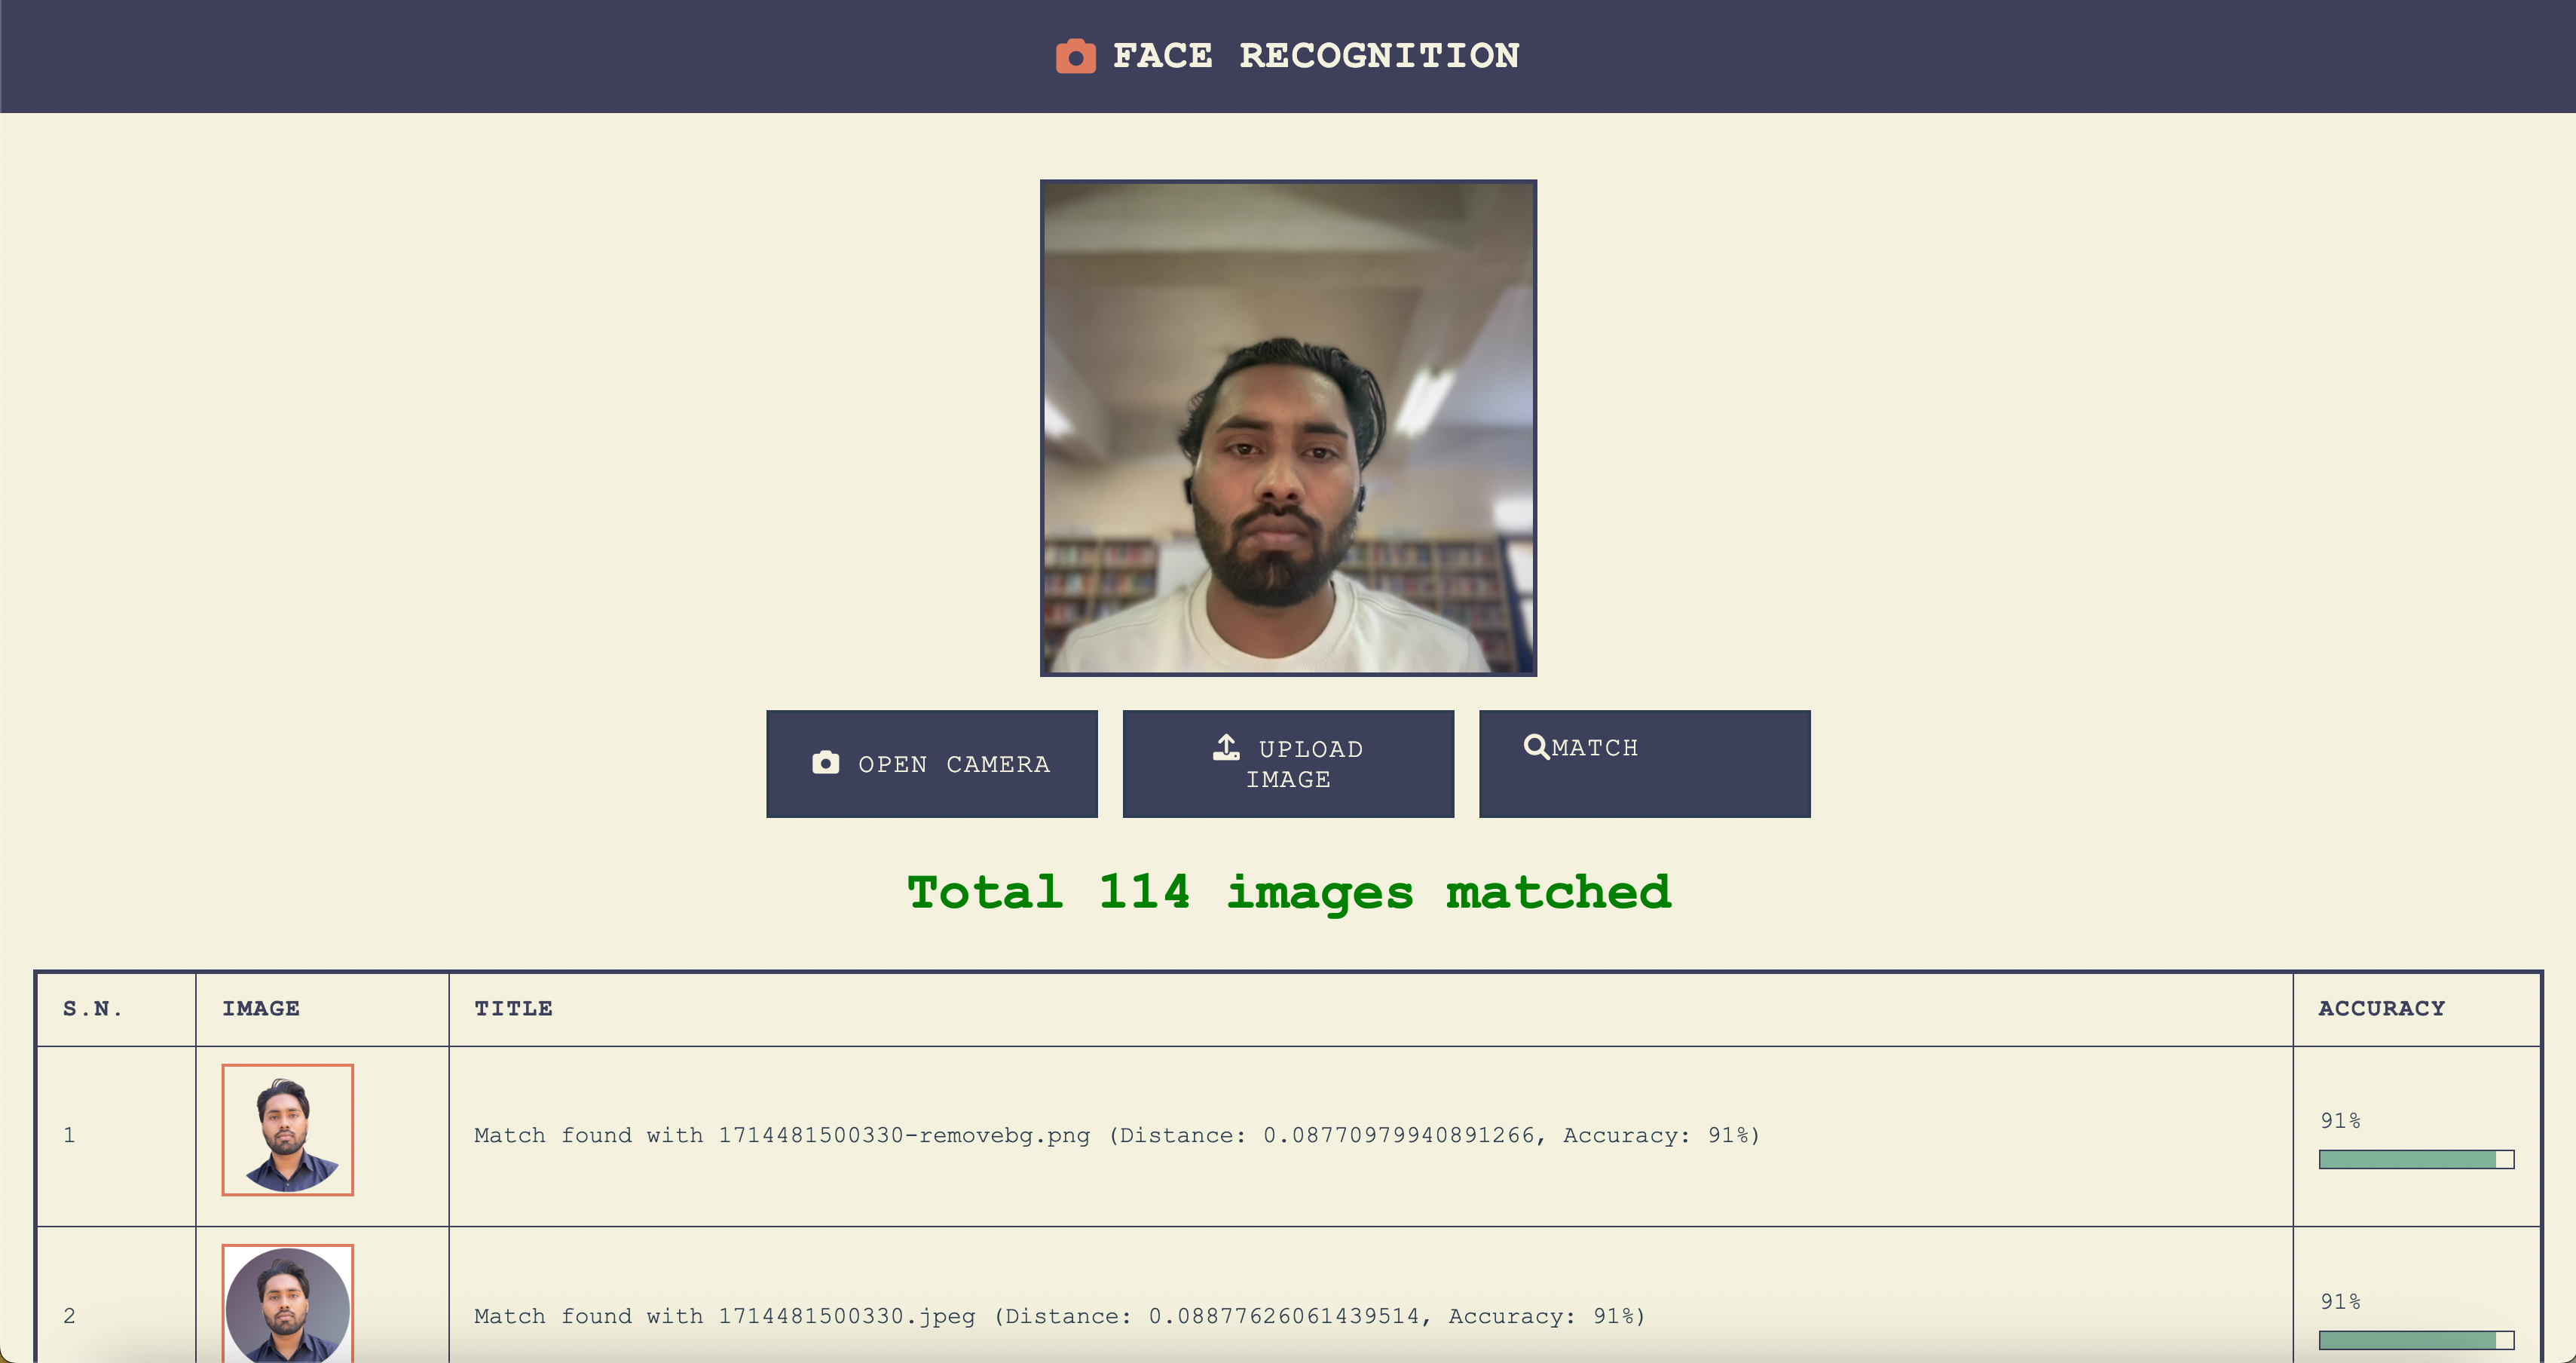 FACE RECOGNITION
OPEN CAMERA
UPLOAD
IMAGE
MATCH
Total 114 images matched
S.N. IMAGE TITLE ACCURACY
1 Match found with 1714481500330-removebg.png (Distance: 0.08770979940891266, Accuracy: 91%) 91%
2 Match found with 1714481500330.jpeg (Distance: 0.08877626061439514, Accuracy: 91%) 91%